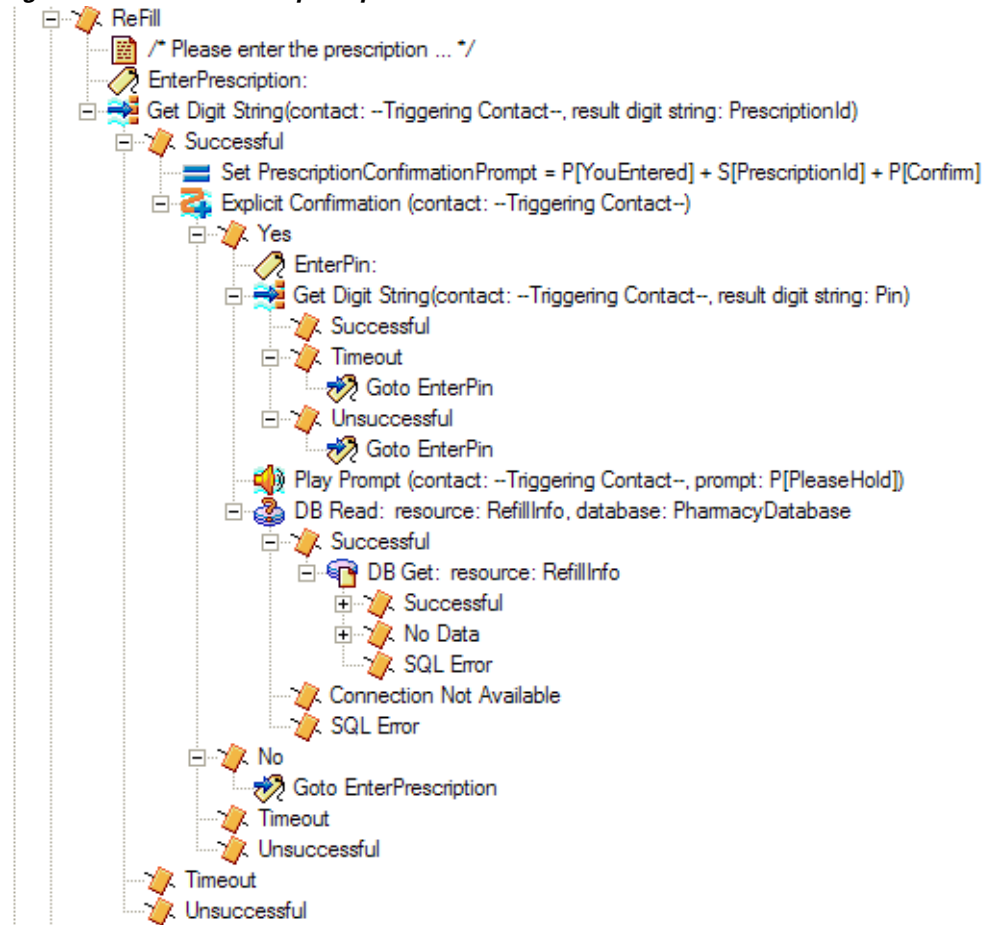 ReFill
/* Please enter the prescription ... */
EnterPrescription:
Get Digit String(contact: --Triggering Contact--, result digit string: PrescriptionId)
Successful
Set PrescriptionConfirmationPrompt = P[YouEntered] + S[PrescriptionId] + P[Confirm]
Explicit Confirmation (contact: --Triggering Contact--)
Yes
EnterPin:
Get Digit String(contact: --Triggering Contact--, result digit string: Pin)
Successful
Timeout
Goto EnterPin
Unsuccessful
Goto EnterPin
Play Prompt (contact: --Triggering Contact--, prompt: P[PleaseHold])
DB Read: resource: RefillInfo, database: PharmacyDatabase
Successful
DB Get: resource: RefillInfo
Successful
No Data
SQL Error
Connection Not Available
SQL Error
No
Goto EnterPrescription
Timeout
Unsuccessful
Timeout
Unsuccessful